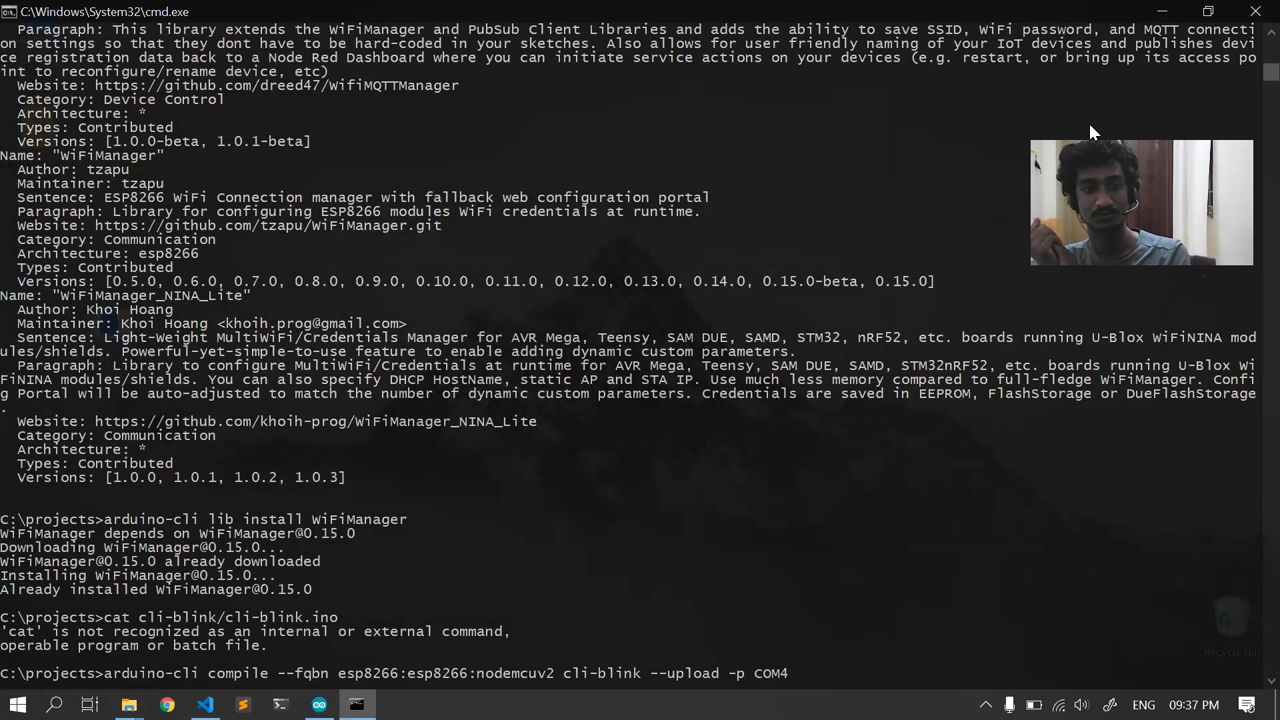 C:\Windows\System32\cmd.exe
  Paragraph: This library extends the WiFiManager and PubSub Client Libraries and adds the ability to save SSID, WiFi password, and MQTT connecti
on settings so that they dont have to be hard-coded in your sketches. Also allows for user friendly naming of your IoT devices and publishes devi
ce registration data back to a Node Red Dashboard where you can initiate service actions on your devices (e.g. restart, or bring up its access po
int to reconfigure/rename device, etc)
  Website: https://github.com/dreed47/WifiMQTTManager
  Category: Device Control
  Architecture: *
  Types: Contributed
  Versions: [1.0.0-beta, 1.0.1-beta]
Name: "WiFiManager"
  Author: tzapu
  Maintainer: tzapu
  Sentence: ESP8266 WiFi Connection manager with fallback web configuration portal
  Paragraph: Library for configuring ESP8266 modules WiFi credentials at runtime.
  Website: https://github.com/tzapu/WiFiManager.git
  Category: Communication
  Architecture: esp8266
  Types: Contributed
  Versions: [0.5.0, 0.6.0, 0.7.0, 0.8.0, 0.9.0, 0.10.0, 0.11.0, 0.12.0, 0.13.0, 0.14.0, 0.15.0-beta, 0.15.0]
Name: "WiFiManager_NINA_Lite"
  Author: Khoi Hoang
  Maintainer: Khoi Hoang <khoih.prog@gmail.com>
  Sentence: Light-Weight MultiWiFi/Credentials Manager for AVR Mega, Teensy, SAM DUE, SAMD, STM32, nRF52, etc. boards running U-Blox WiFiNINA mod
ules/shields. Powerful-yet-simple-to-use feature to enable adding dynamic custom parameters.
  Paragraph: Library to configure MultiWiFi/Credentials at runtime for AVR Mega, Teensy, SAM DUE, SAMD, STM32nRF52, etc. boards running U-Blox Wi
FiNINA modules/shields. You can also specify DHCP HostName, static AP and STA IP. Use much less memory compared to full-fledge WiFiManager. Confi
g Portal will be auto-adjusted to match the number of dynamic custom parameters. Credentials are saved in EEPROM, FlashStorage or DueFlashStorage
.
  Website: https://github.com/khoih-prog/WiFiManager_NINA_Lite
  Category: Communication
  Architecture: *
  Types: Contributed
  Versions: [1.0.0, 1.0.1, 1.0.2, 1.0.3]
C:\projects>arduino-cli lib install WiFiManager
WiFiManager depends on WiFiManager@0.15.0
Downloading WiFiManager@0.15.0...
WiFiManager@0.15.0 already downloaded
Installing WiFiManager@0.15.0...
Already installed WiFiManager@0.15.0
C:\projects>cat cli-blink/cli-blink.ino
'cat' is not recognized as an internal or external command,
operable program or batch file.
Recycle Bin
C:\projects>arduino-cli compile --fqbn esp8266:esp8266:nodemcuv2 cli-blink --upload -p COM4
ENG 09:37 PM